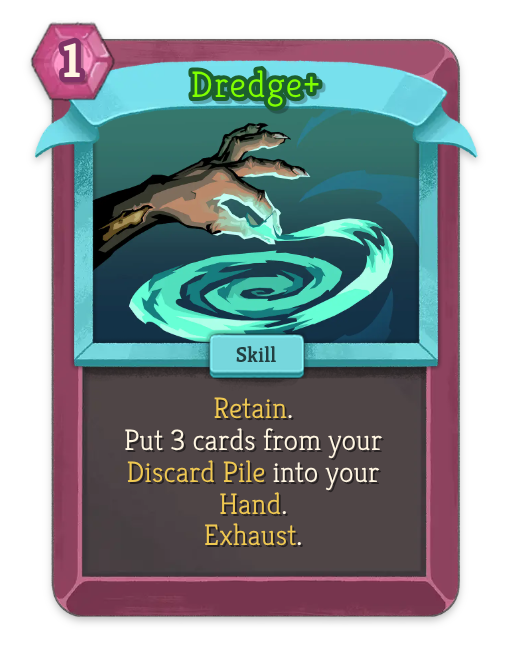 1
Dredge+
Skill
Retain.
Put 3 cards from your
Discard Pile into your
Hand.
Exhaust.